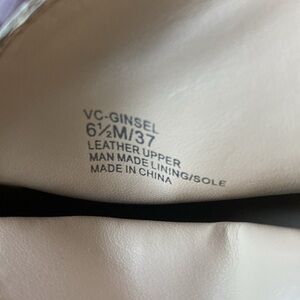 VC-GINSEL
6½M/37
LEATHER UPPER
MAN MADE LINING/SOLE
MADE IN CHINA